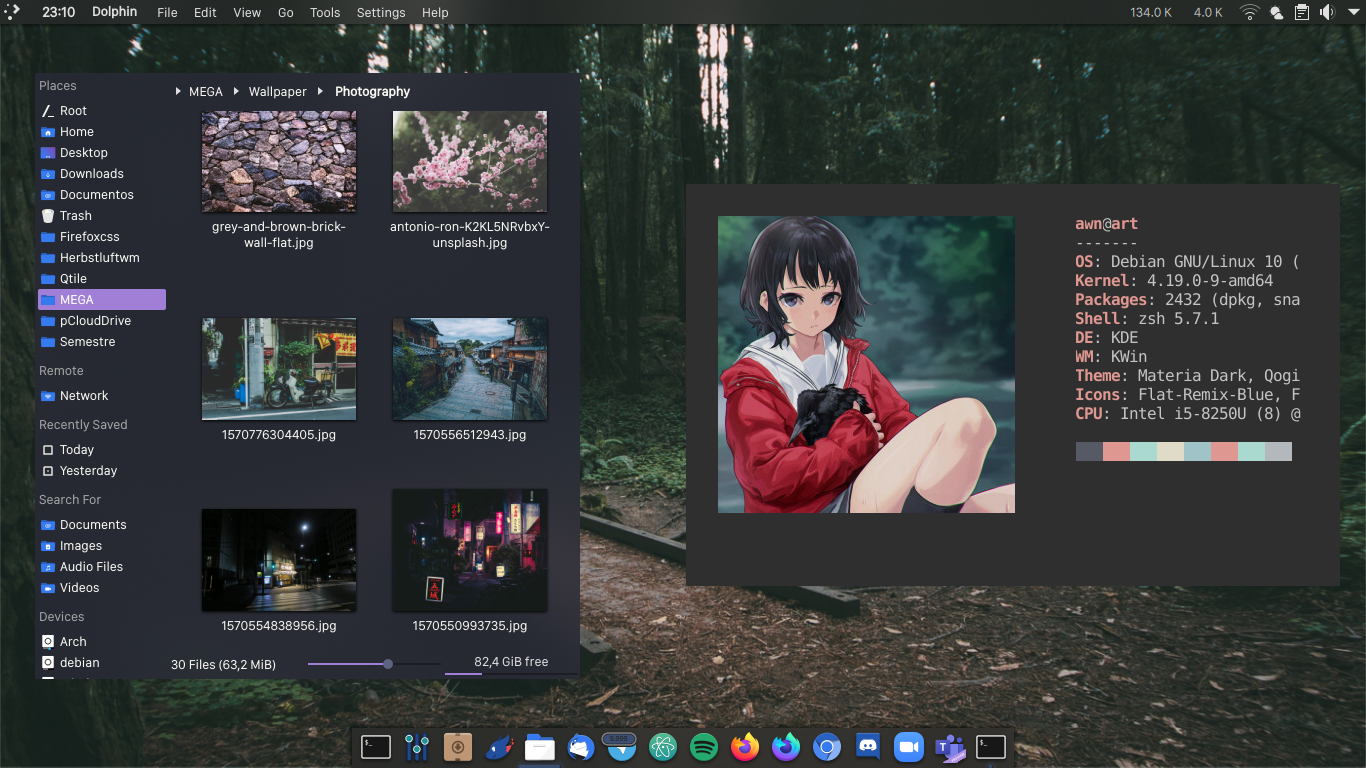 23:10 Dolphin File Edit View Go Tools Settings Help 134.0 K 4.0 K
Places
Root
Home
Desktop
Downloads
Documentos
Trash
Firefoxcss
Herbstluftwm
Qtile
MEGA
pCloudDrive
Semestre
Remote
Network
Recently Saved
Today
Yesterday
Search For
Documents
Images
Audio Files
Videos
Devices
Arch
debian
MEGA Wallpaper Photography
grey-and-brown-brick-
wall-flat.jpg
antonio-ron-K2KL5NRvbxY-
unsplash.jpg
1570776304405.jpg
1570556512943.jpg
1570554838956.jpg
1570550993735.jpg
30 Files (63,2 MiB)
82,4 GiB free
awn@art
-------
OS: Debian GNU/Linux 10 (
Kernel: 4.19.0-9-amd64
Packages: 2432 (dpkg, sna
Shell: zsh 5.7.1
DE: KDE
WM: KWin
Theme: Materia Dark, Qogi
Icons: Flat-Remix-Blue, F
CPU: Intel i5-8250U (8) @